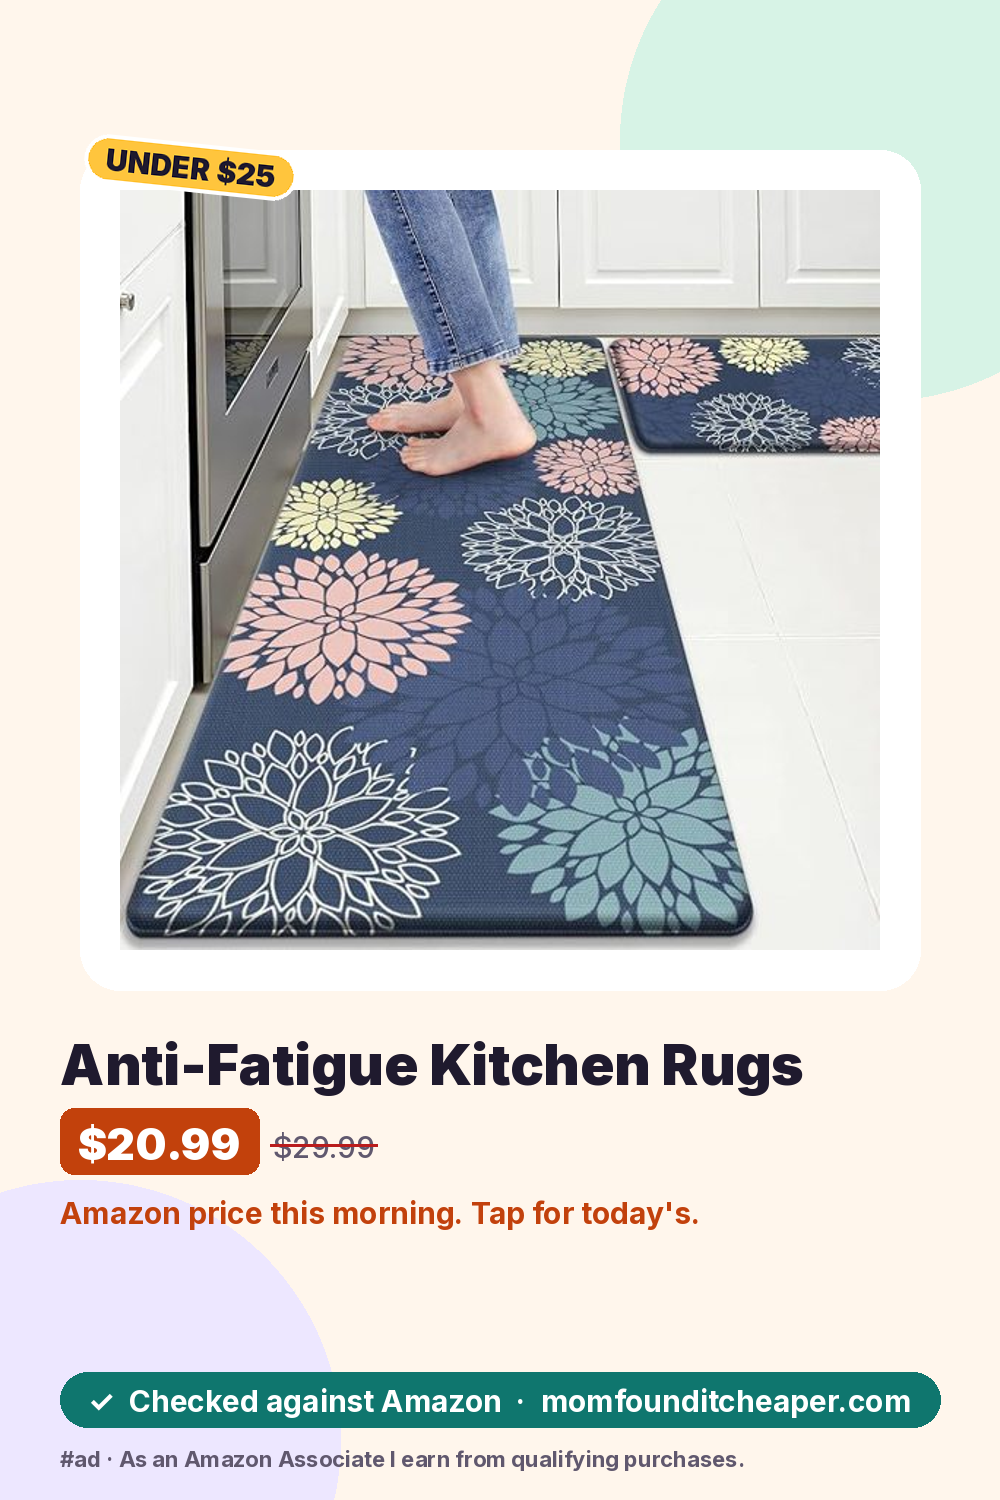 UNDER $25
Anti-Fatigue Kitchen Rugs
$20.99 $29.99
Amazon price this morning. Tap for today's.
✓ Checked against Amazon · momfounditcheaper.com
#ad · As an Amazon Associate I earn from qualifying purchases.